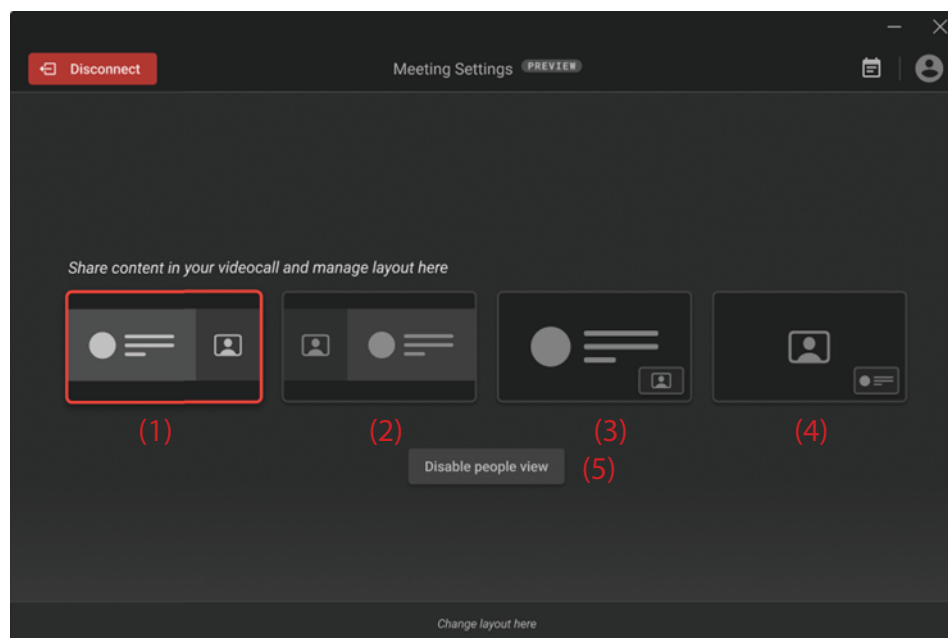 Disconnect
Meeting Settings PREVIEW
Share content in your videocall and manage layout here
(1)
(2)
(3)
(4)
Disable people view
(5)
Change layout here